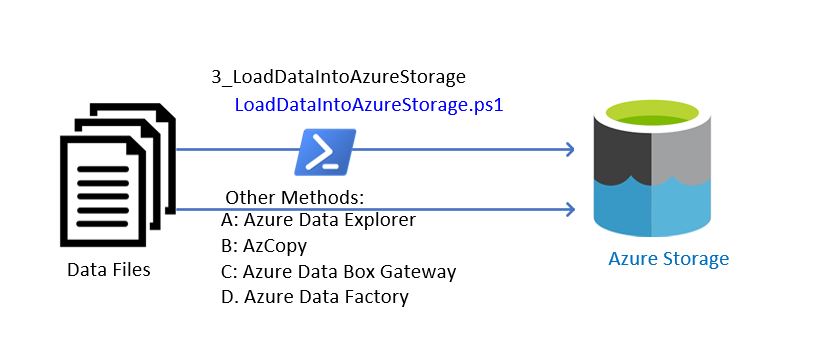 3_LoadDataIntoAzureStorage
LoadDataIntoAzureStorage.ps1
Other Methods:
A: Azure Data Explorer
B: AzCopy
C: Azure Data Box Gateway
D. Azure Data Factory
Data Files
Azure Storage